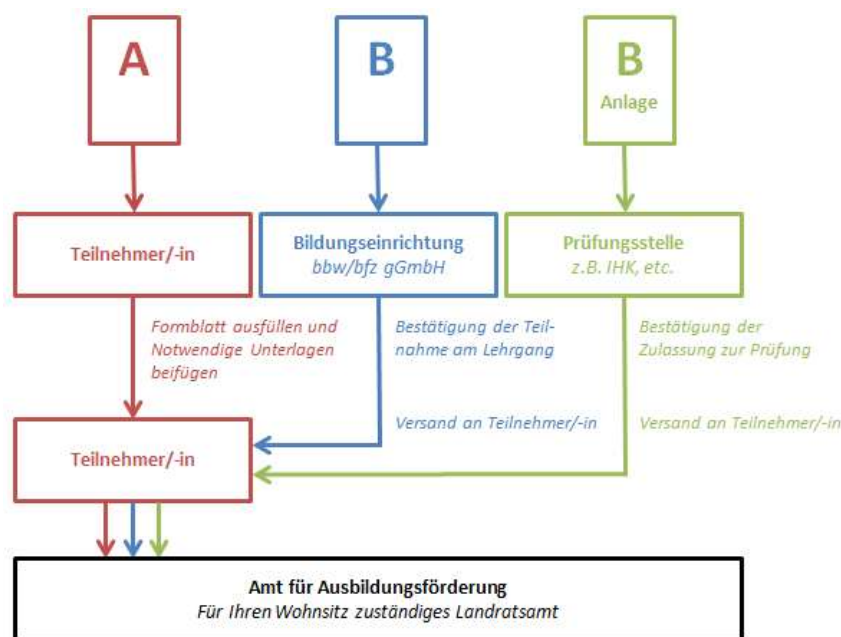 A
B
B
Anlage
Teilnehmer/-in
Bildungseinrichtung
bbw/bfz gGmbH
Prüfungsstelle
z.B. IHK, etc.
Formblatt ausfüllen und
Notwendige Unterlagen
beifügen
Bestätigung der Teil-
nahme am Lehrgang
Bestätigung der
Zulassung zur Prüfung
Versand an Teilnehmer/-in
Versand an Teilnehmer/-in
Teilnehmer/-in
Amt für Ausbildungsförderung
Für Ihren Wohnsitz zuständiges Landratsamt